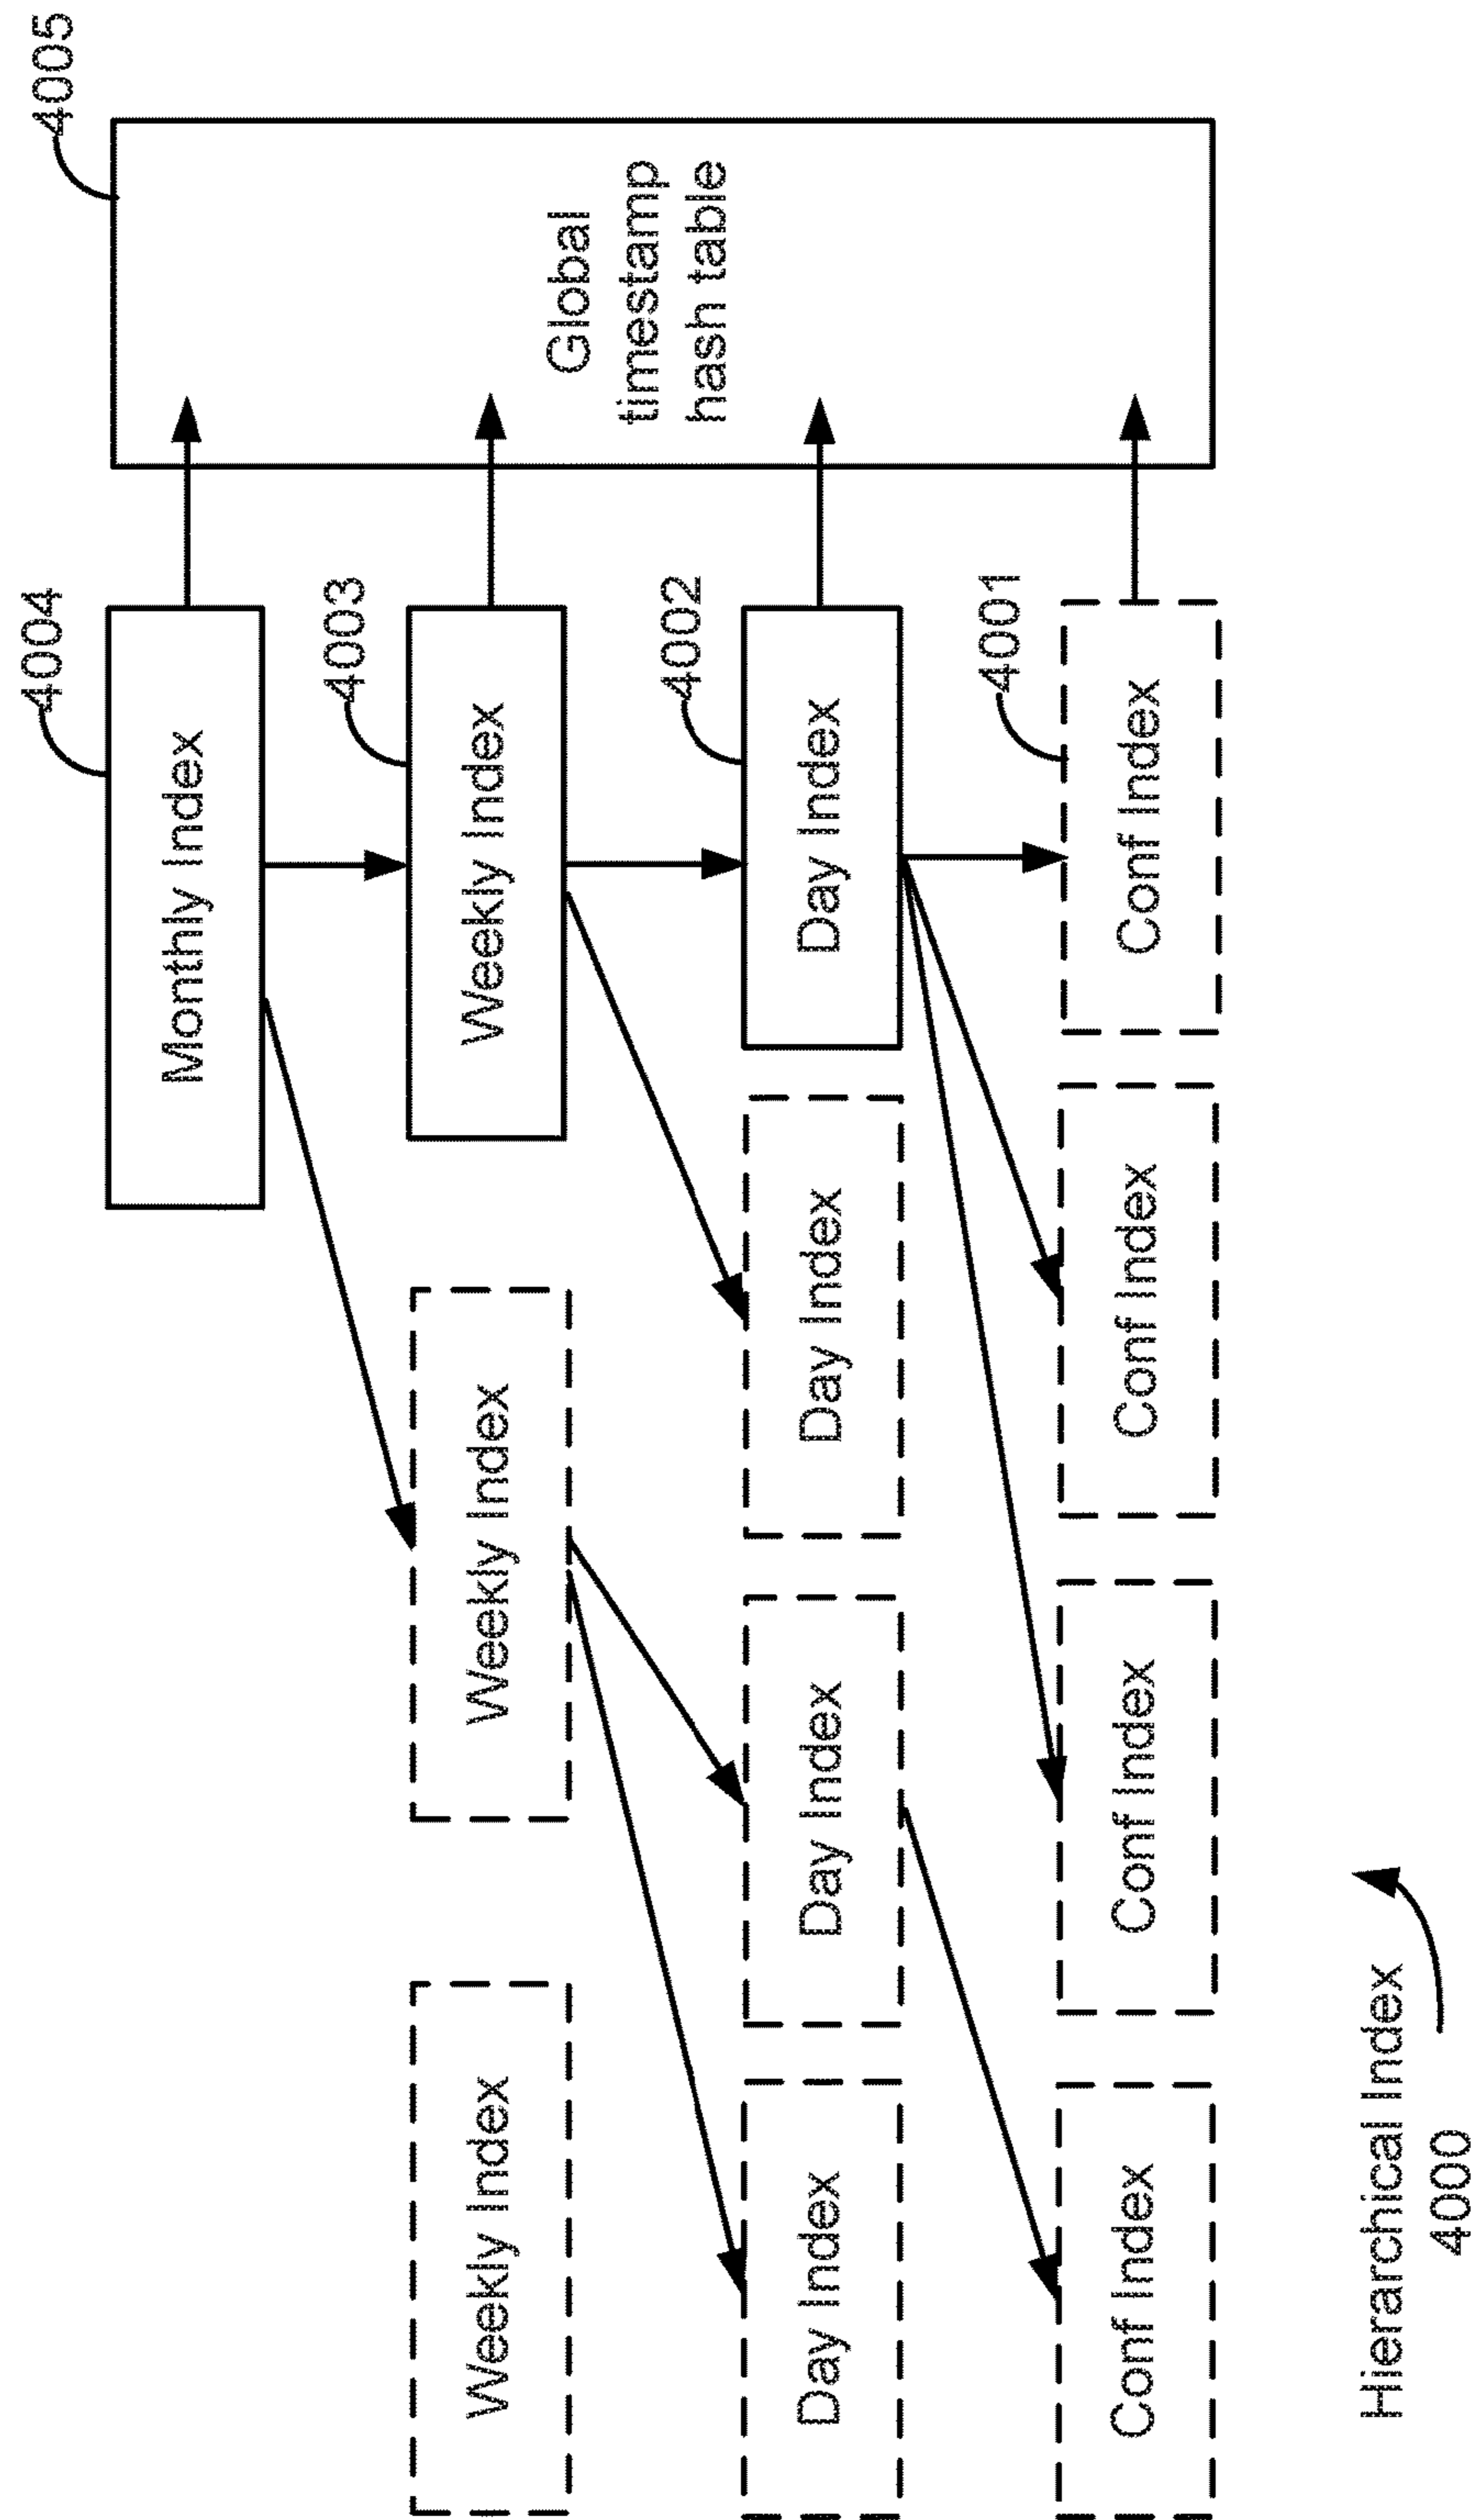 4004
Monthly Index
4005
Weekly Index
Weekly Index
4003
Weekly Index
Global
timestamp
hash table
Day Index
Day Index
Day Index
4002
Day Index
Conf Index
Conf Index
Conf Index
4001
Conf Index
Hierarchical Index
4000